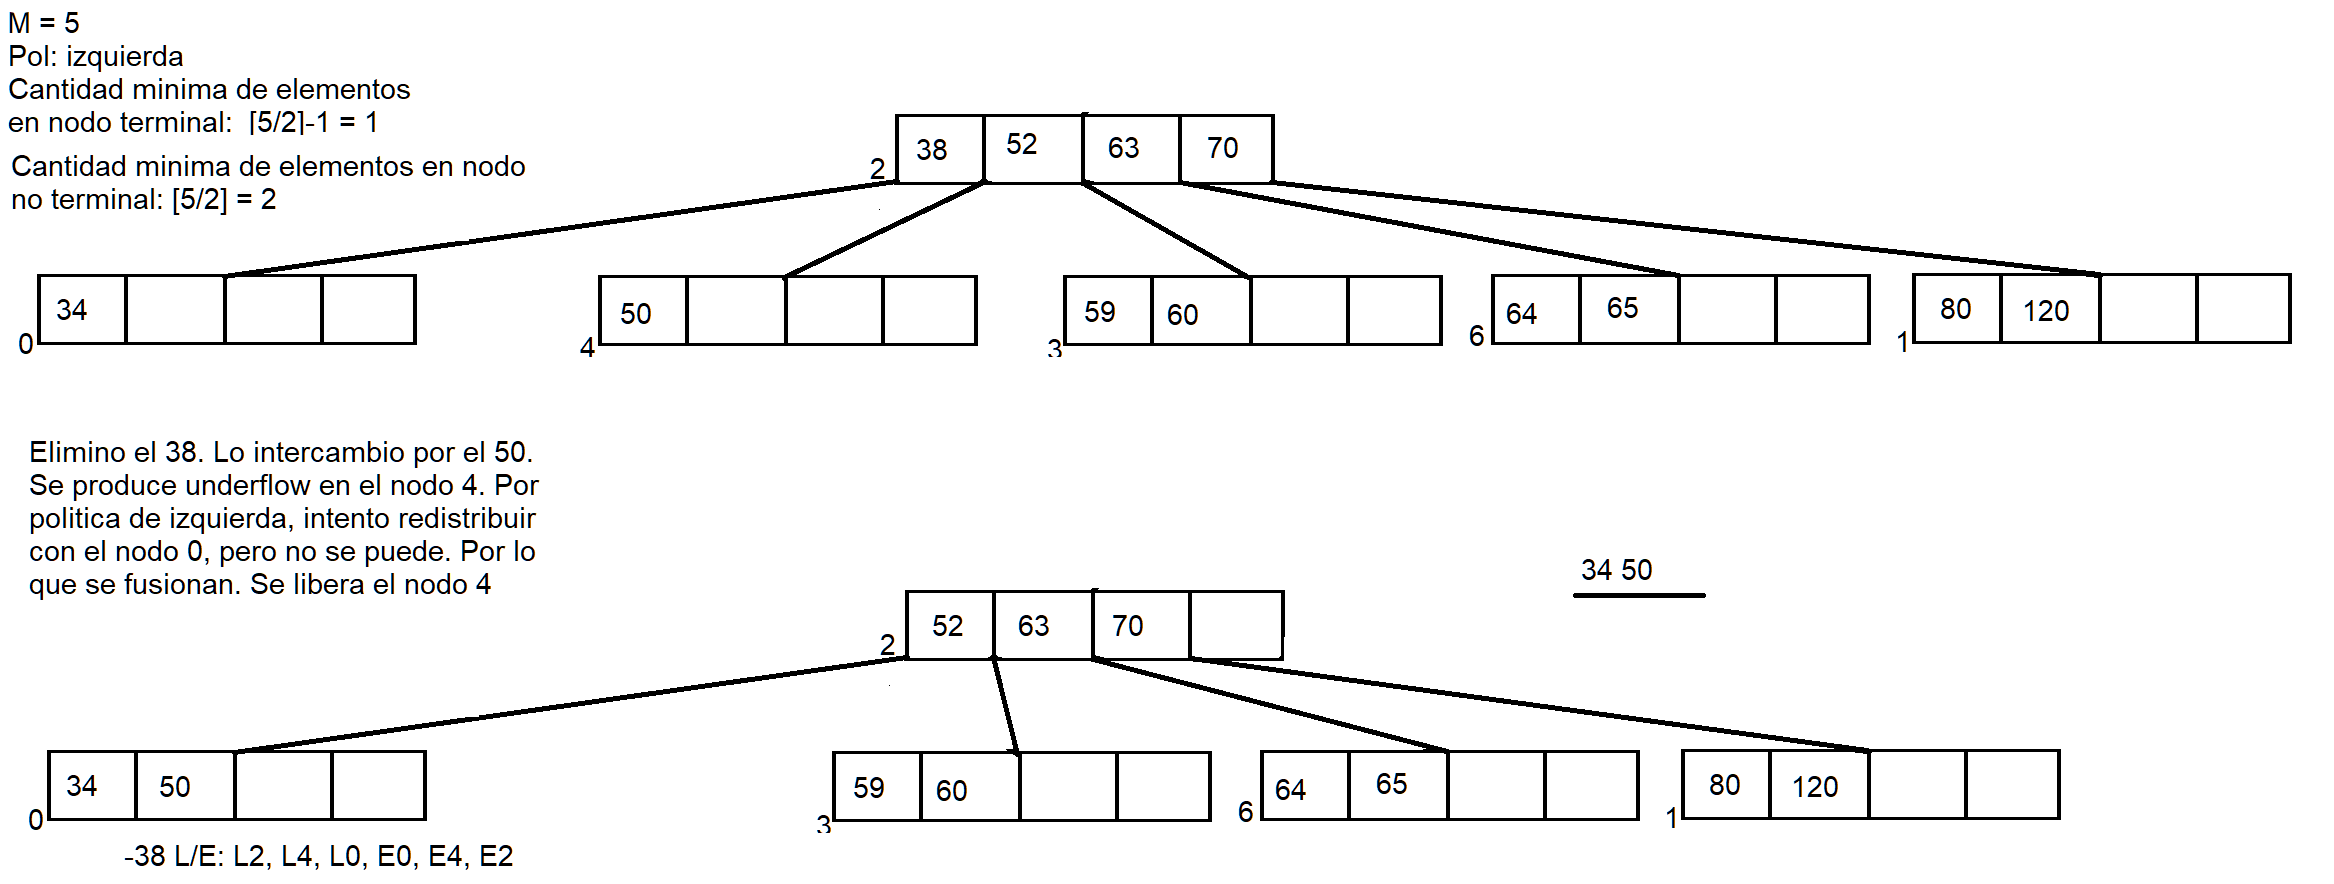 M = 5
Pol: izquierda
Cantidad minima de elementos
en nodo terminal: ⌈5/2⌉-1 = 1
Cantidad minima de elementos en nodo
no terminal: [5/2] = 2
2 38 52 63 70
0 34
4 50
3 59 60
6 64 65
1 80 120
Elimino el 38. Lo intercambio por el 50.
Se produce underflow en el nodo 4. Por
politica de izquierda, intento redistribuir
con el nodo 0, pero no se puede. Por lo
que se fusionan. Se libera el nodo 4
34 50
2 52 63 70
0 34 50
3 59 60
6 64 65
1 80 120
-38 L/E: L2, L4, L0, E0, E4, E2